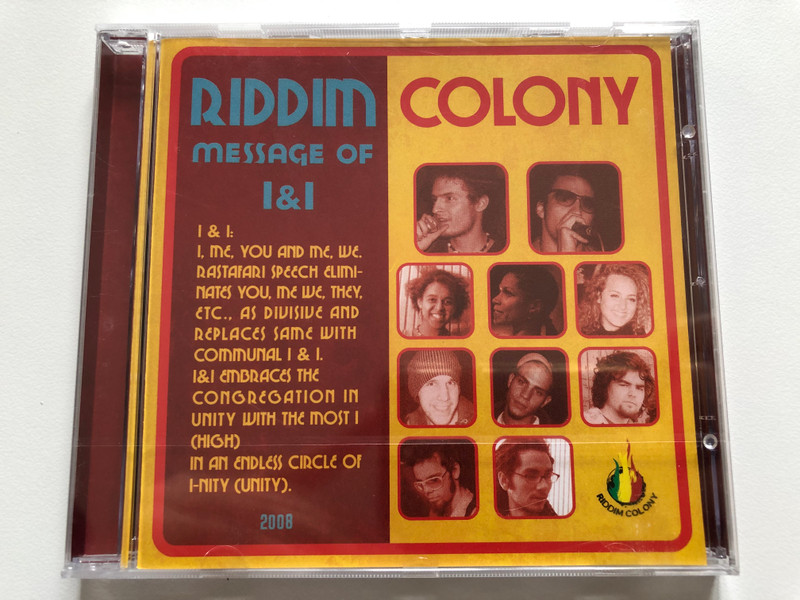 RIDDIM COLONY
MESSAGE OF
I&I
I & I:
I, ME, YOU AND ME, WE.
RASTAFARI SPEECH ELIMI-
NATES YOU, ME WE, THEY,
ETC., AS DIVISIVE AND
REPLACES SAME WITH
COMMUNAL I & I.
I&I EMBRACES THE
CONGREGATION IN
UNITY WITH THE MOST I
(HIGH)
IN AN ENDLESS CIRCLE OF
I-NITY (UNITY).
2008
RIDDIM COLONY